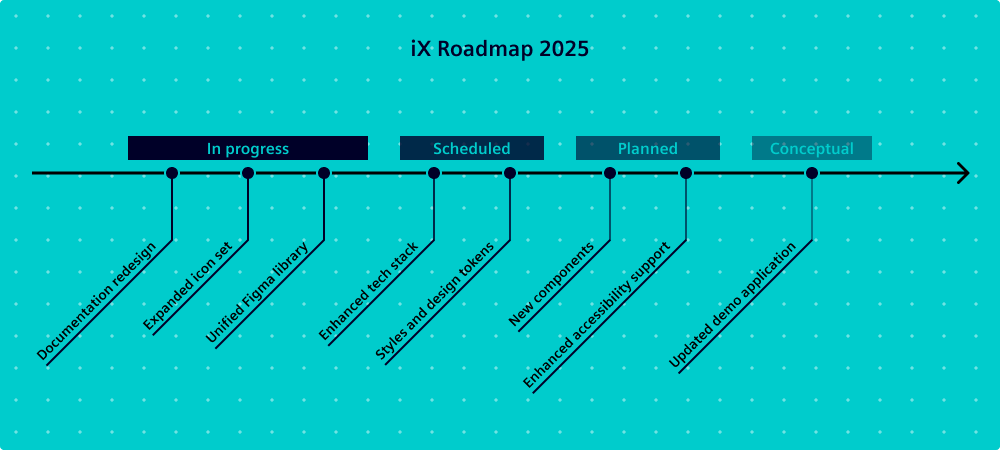 iX Roadmap 2025
In progress
Scheduled
Planned
Conceptual
Documentation redesign
Expanded icon set
Unified Figma library
Enhanced tech stack
Styles and design tokens
New components
Enhanced accessibility support
Updated demo application